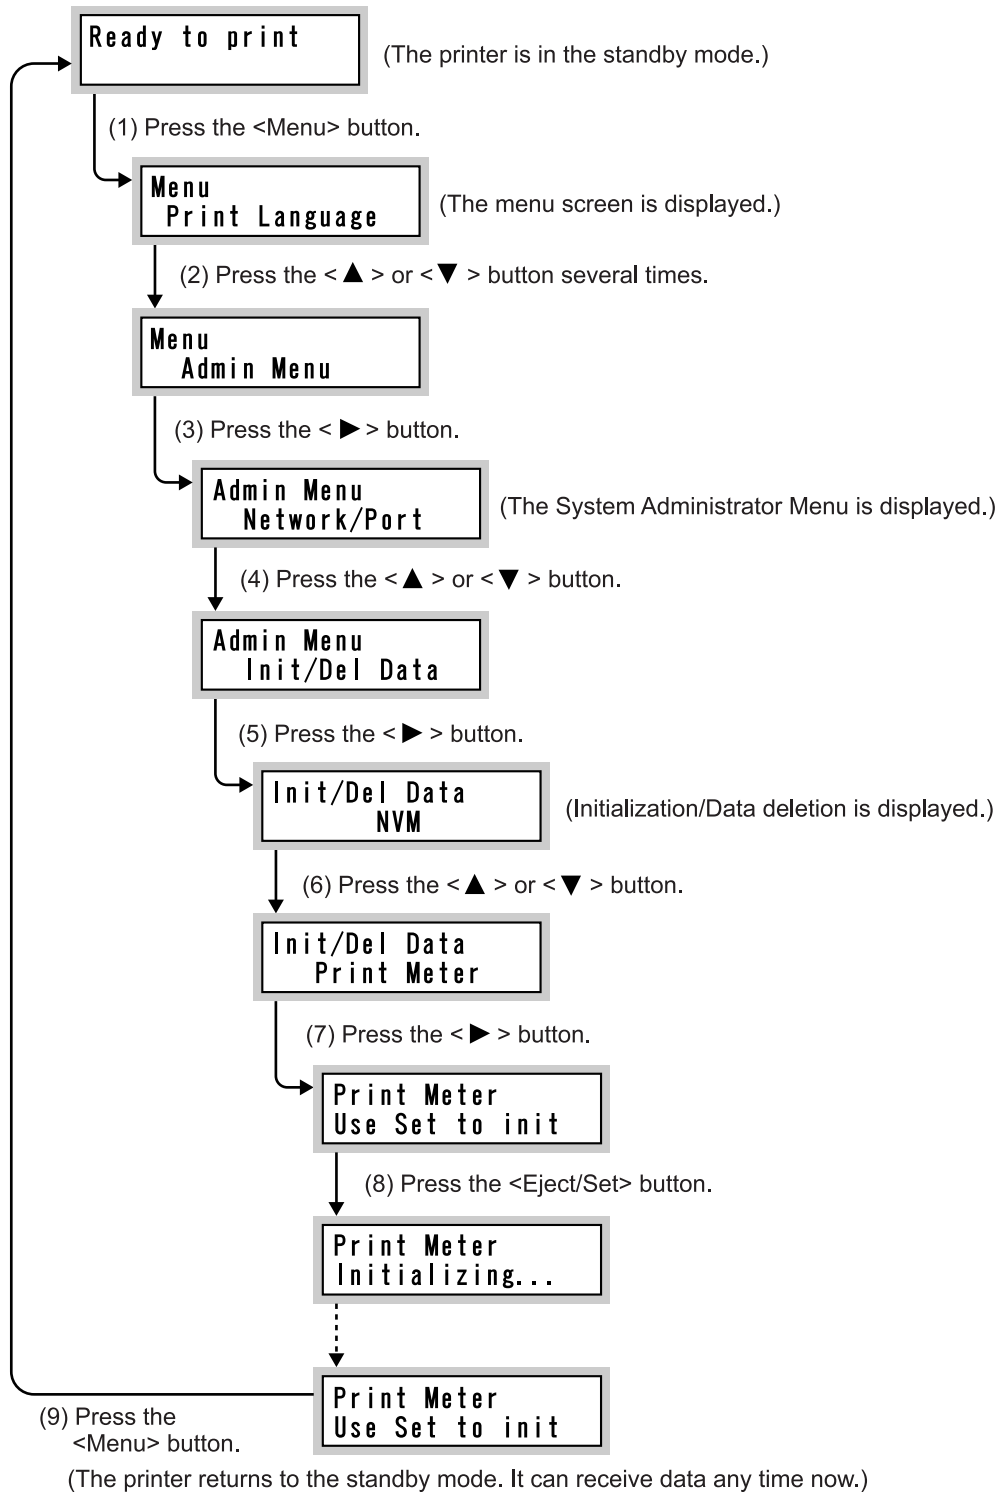 Ready to print
(The printer is in the standby mode.)
(1) Press the <Menu> button.
Menu
Print Language
(The menu screen is displayed.)
(2) Press the < ▲ > or < ▼ > button several times.
Menu
Admin Menu
(3) Press the < ▶ > button.
Admin Menu
Network/Port
(The System Administrator Menu is displayed.)
(4) Press the < ▲ > or < ▼ > button.
Admin Menu
Init/Del Data
(5) Press the < ▶ > button.
Init/Del Data
NVM
(Initialization/Data deletion is displayed.)
(6) Press the < ▲ > or < ▼ > button.
Init/Del Data
Print Meter
(7) Press the < ▶ > button.
Print Meter
Use Set to init
(8) Press the <Eject/Set> button.
Print Meter
Initializing...
Print Meter
Use Set to init
(9) Press the
<Menu> button.
(The printer returns to the standby mode. It can receive data any time now.)